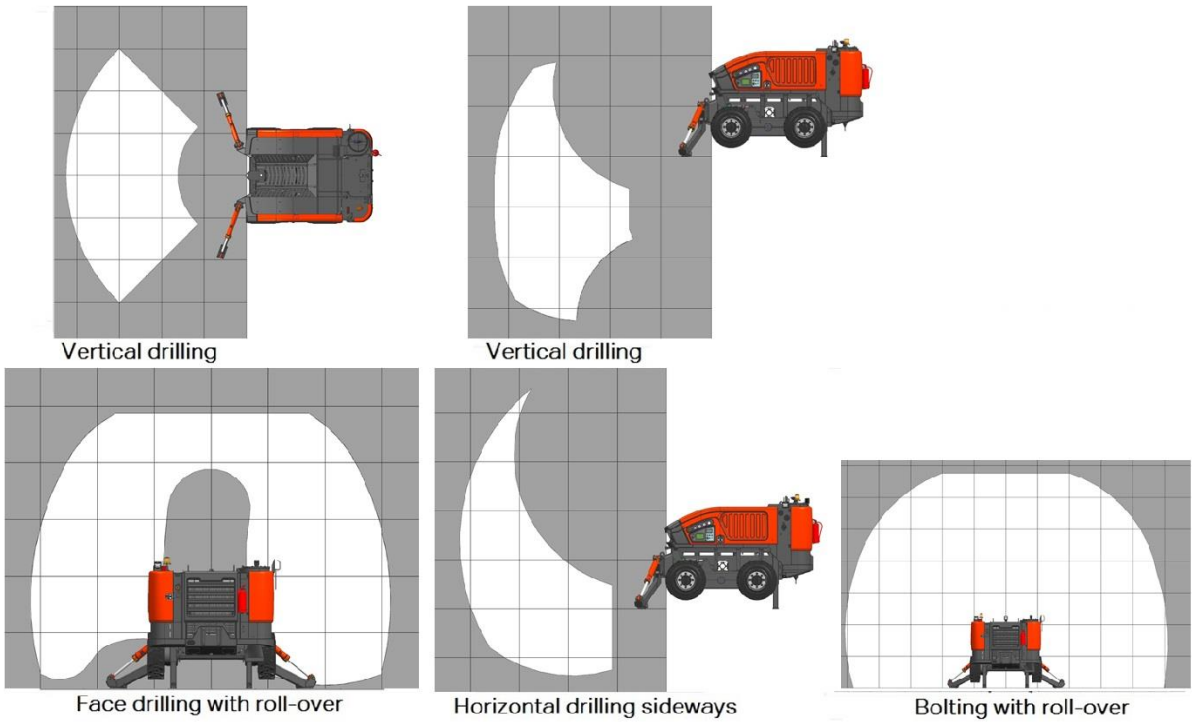 Vertical drilling
Vertical drilling
Face drilling with roll-over
Horizontal drilling sideways
Bolting with roll-over